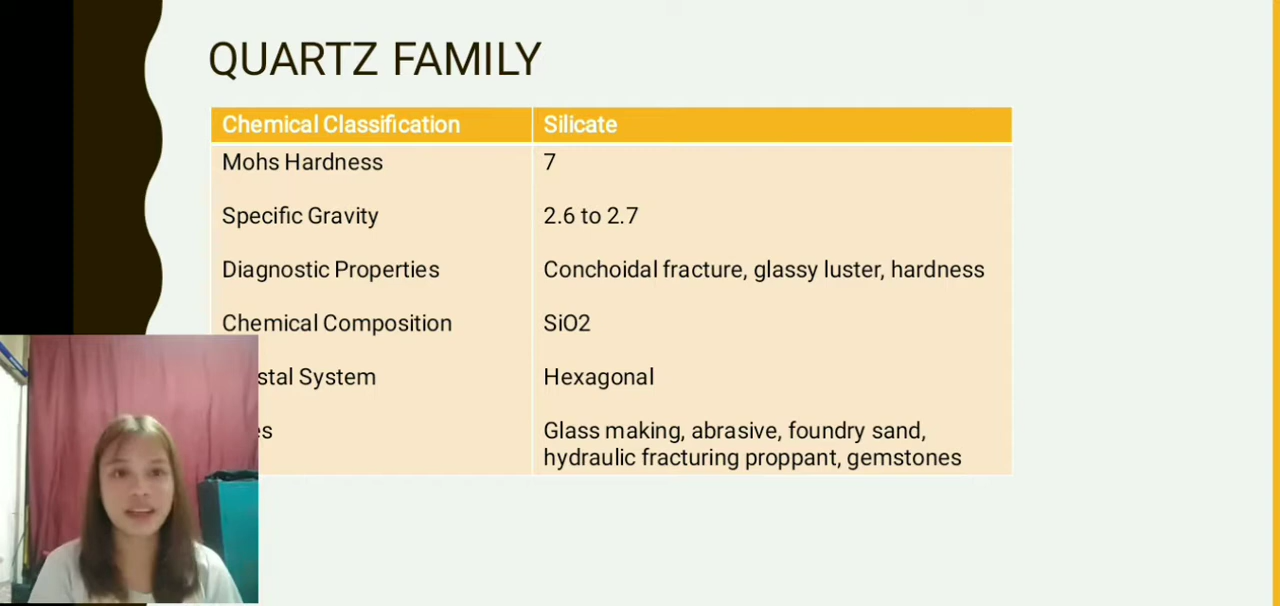 QUARTZ FAMILY
Chemical Classification Silicate
Mohs Hardness 7
Specific Gravity 2.6 to 2.7
Diagnostic Properties Conchoidal fracture, glassy luster, hardness
Chemical Composition SiO2
stal System Hexagonal
es Glass making, abrasive, foundry sand,
hydraulic fracturing proppant, gemstones